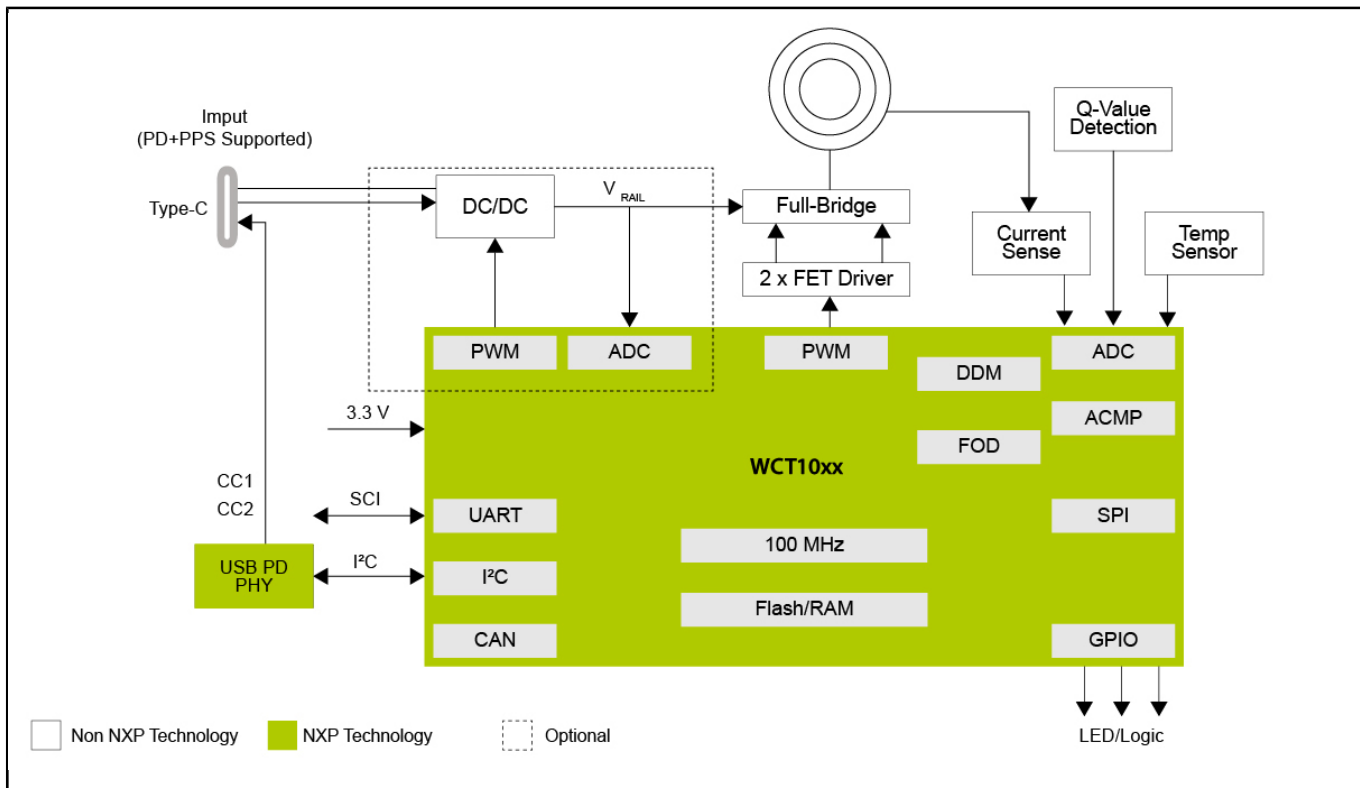 Imput
(PD+PPS Supported)
Type-C
DC/DC
V RAIL
Full-Bridge
2 x FET Driver
Q-Value
Detection
Current
Sense
Temp
Sensor
PWM
ADC
PWM
ADC
DDM
ACMP
FOD
3.3 V
WCT10xx
CC1
CC2
SCI
UART
SPI
100 MHz
USB PD
PHY
I²C
I²C
Flash/RAM
CAN
GPIO
LED/Logic
Non NXP Technology
NXP Technology
Optional